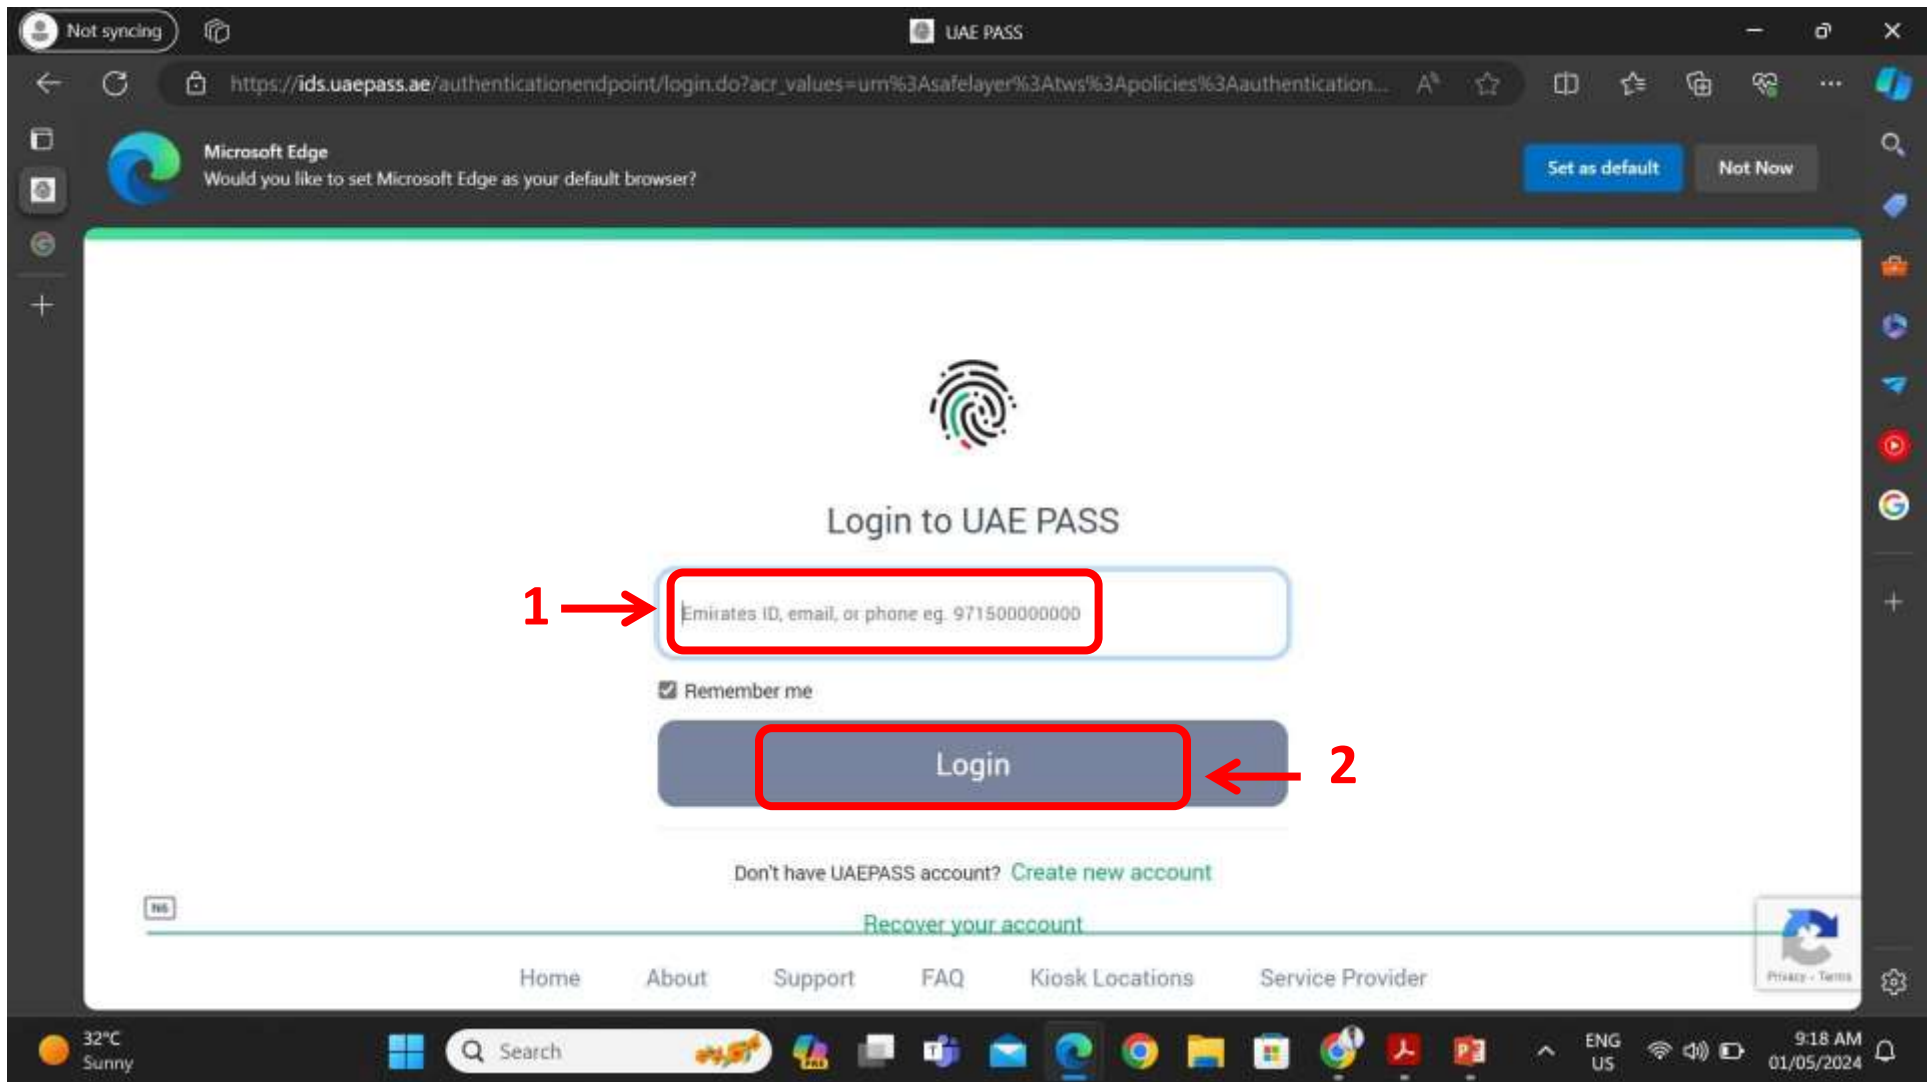 Not syncing
UAE PASS
https://ids.uaepass.ae/authenticationendpoint/login.do?acr_values=urn%3Asafelayer%3Atws%3Apolicies%3Aauthentication...
Microsoft Edge
Would you like to set Microsoft Edge as your default browser?
Set as default
Not Now
Login to UAE PASS
1
Emirates ID, email, or phone eg. 971500000000
Remember me
Login
2
Don't have UAEPASS account? Create new account
Recover your account
Home About Support FAQ Kiosk Locations Service Provider
Privacy - Terms
32°C
Sunny
Search
ENG
US
9:18 AM
01/05/2024